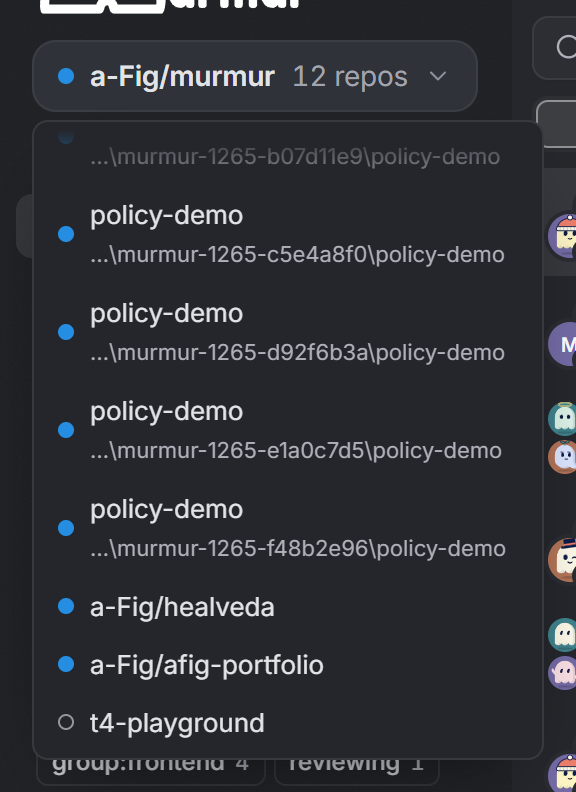 a-Fig/murmur 12 repos
...\murmur-1265-b07d11e9\policy-demo
policy-demo
...\murmur-1265-c5e4a8f0\policy-demo
policy-demo
...\murmur-1265-d92f6b3a\policy-demo
policy-demo
...\murmur-1265-e1a0c7d5\policy-demo
policy-demo
...\murmur-1265-f48b2e96\policy-demo
a-Fig/healveda
a-Fig/afig-portfolio
t4-playground
group:frontend 4 reviewing 1
M